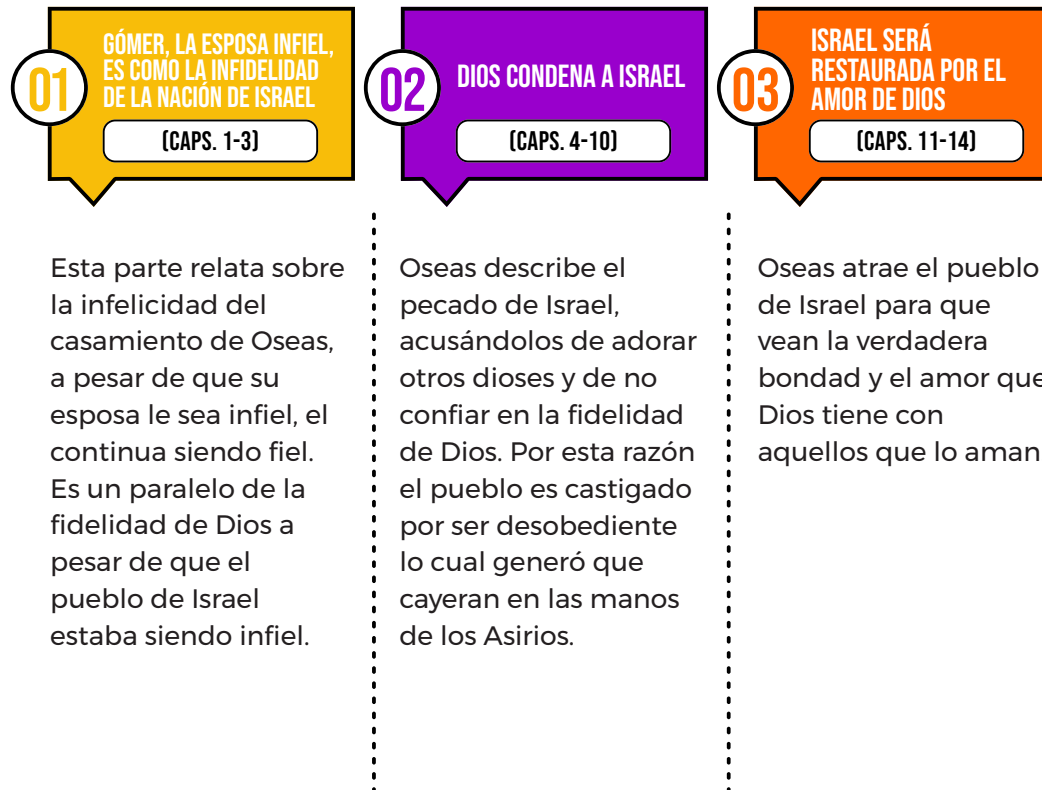 01
GÓMER, LA ESPOSA INFIEL,
ES COMO LA INFIDELIDAD
DE LA NACIÓN DE ISRAEL
(CAPS. 1-3)
Esta parte relata sobre
la infelicidad del
casamiento de Oseas,
a pesar de que su
esposa le sea infiel, el
continua siendo fiel.
Es un paralelo de la
fidelidad de Dios a
pesar de que el
pueblo de Israel
estaba siendo infiel.
02
DIOS CONDENA A ISRAEL
(CAPS. 4-10)
Oseas describe el
pecado de Israel,
acusándolos de adorar
otros dioses y de no
confiar en la fidelidad
de Dios. Por esta razón
el pueblo es castigado
por ser desobediente
lo cual generó que
cayeran en las manos
de los Asirios.
03
ISRAEL SERÁ
RESTAURADA POR EL
AMOR DE DIOS
(CAPS. 11-14)
Oseas atrae el pueblo
de Israel para que
vean la verdadera
bondad y el amor que
Dios tiene con
aquellos que lo aman